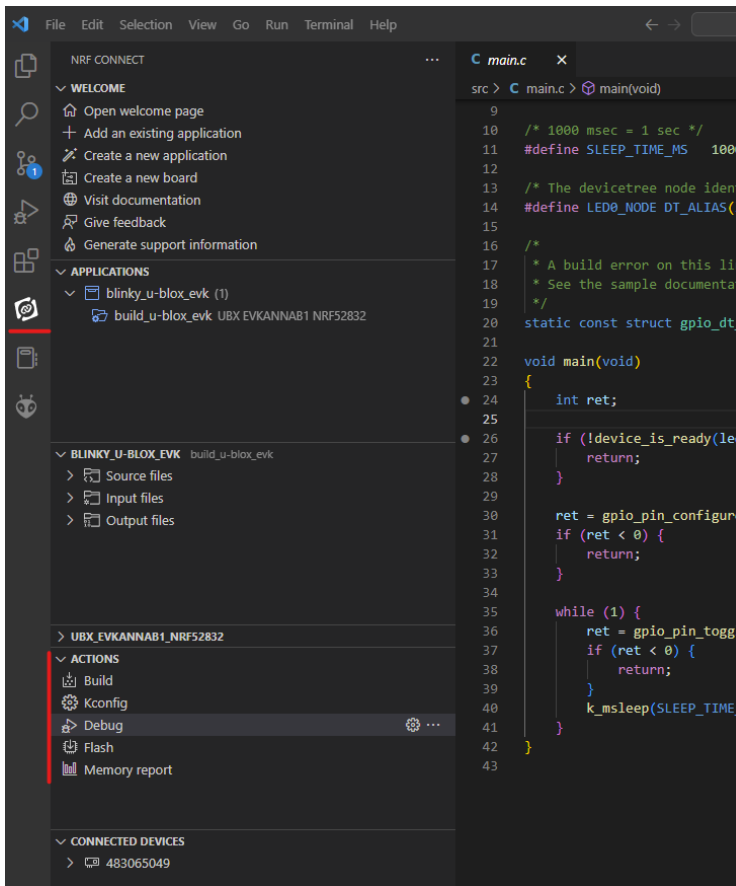 File Edit Selection View Go Run Terminal Help
NRF CONNECT
WELCOME
Open welcome page
Add an existing application
Create a new application
Create a new board
Visit documentation
Give feedback
Generate support information
APPLICATIONS
blinky_u-blox_evk (1)
build_u-blox_evk UBX EVKANNAB1 NRF52832
BLINKY_U-BLOX_EVK build_u-blox_evk
Source files
Input files
Output files
UBX_EVKANNAB1_NRF52832
ACTIONS
Build
Kconfig
Debug
Flash
Memory report
CONNECTED DEVICES
483065049
1
C main.c
src > C main.c > main(void)
9
10 /* 1000 msec = 1 sec */
11 #define SLEEP_TIME_MS 100
12
13 /* The devicetree node iden
14 #define LED0_NODE DT_ALIAS(
15
16 /*
17 * A build error on this li
18 * See the sample documenta
19 */
20 static const struct gpio_dt_
21
22 void main(void)
23 {
24 int ret;
25
26 if (!device_is_ready(le
27 return;
28 }
29
30 ret = gpio_pin_configur
31 if (ret < 0) {
32 return;
33 }
34
35 while (1) {
36 ret = gpio_pin_togg
37 if (ret < 0) {
38 return;
39 }
40 k_msleep(SLEEP_TIME_
41 }
42 }
43